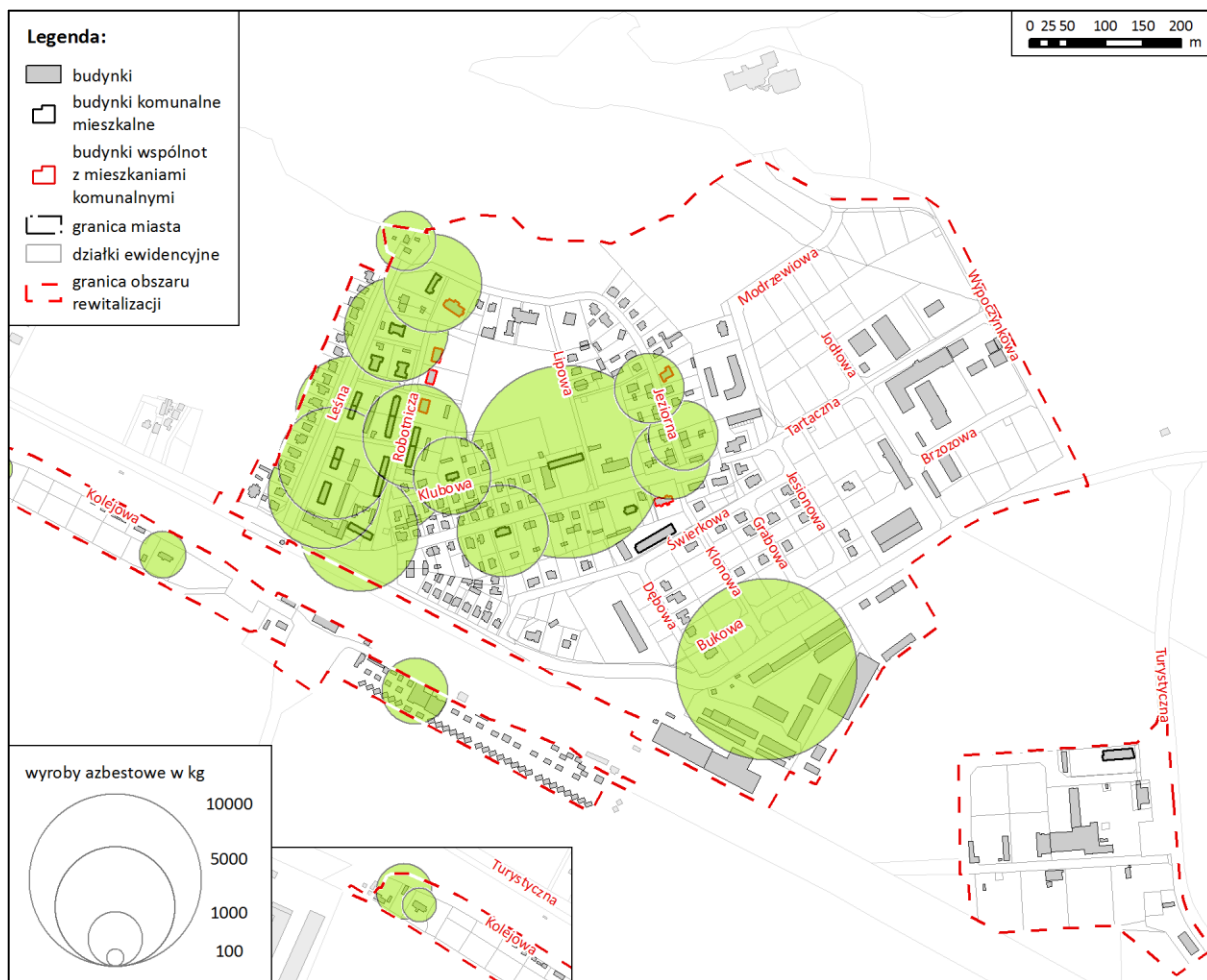 Legenda:
budynki
budynki komunalne
mieszkalne
budynki wspólnot
z mieszkaniami
komunalnymi
granica miasta
działki ewidencyjne
granica obszaru
rewitalizacji
0 25 50 100 150 200
m
Modrzewiowa
Wypoczynkowa
Jodłowa
Lipowa
Leśna
Jeziorna
Robotnicza
Tartaczna
Brzozowa
Klubowa
Jesionowa
Kolejowa
Świerkowa
Grabowa
Klonowa
Dębowa
Bukowa
Turystyczna
wyroby azbestowe w kg
10000
5000
1000
100
Turystyczna
Kolejowa